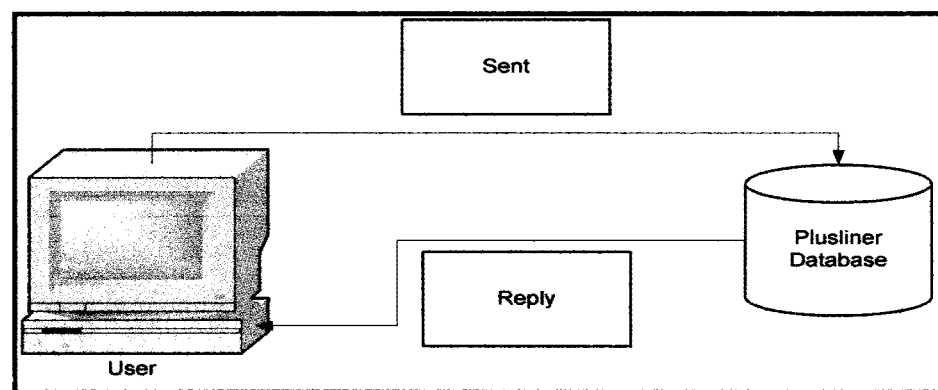 Sent
Plusliner
Database
Reply
User